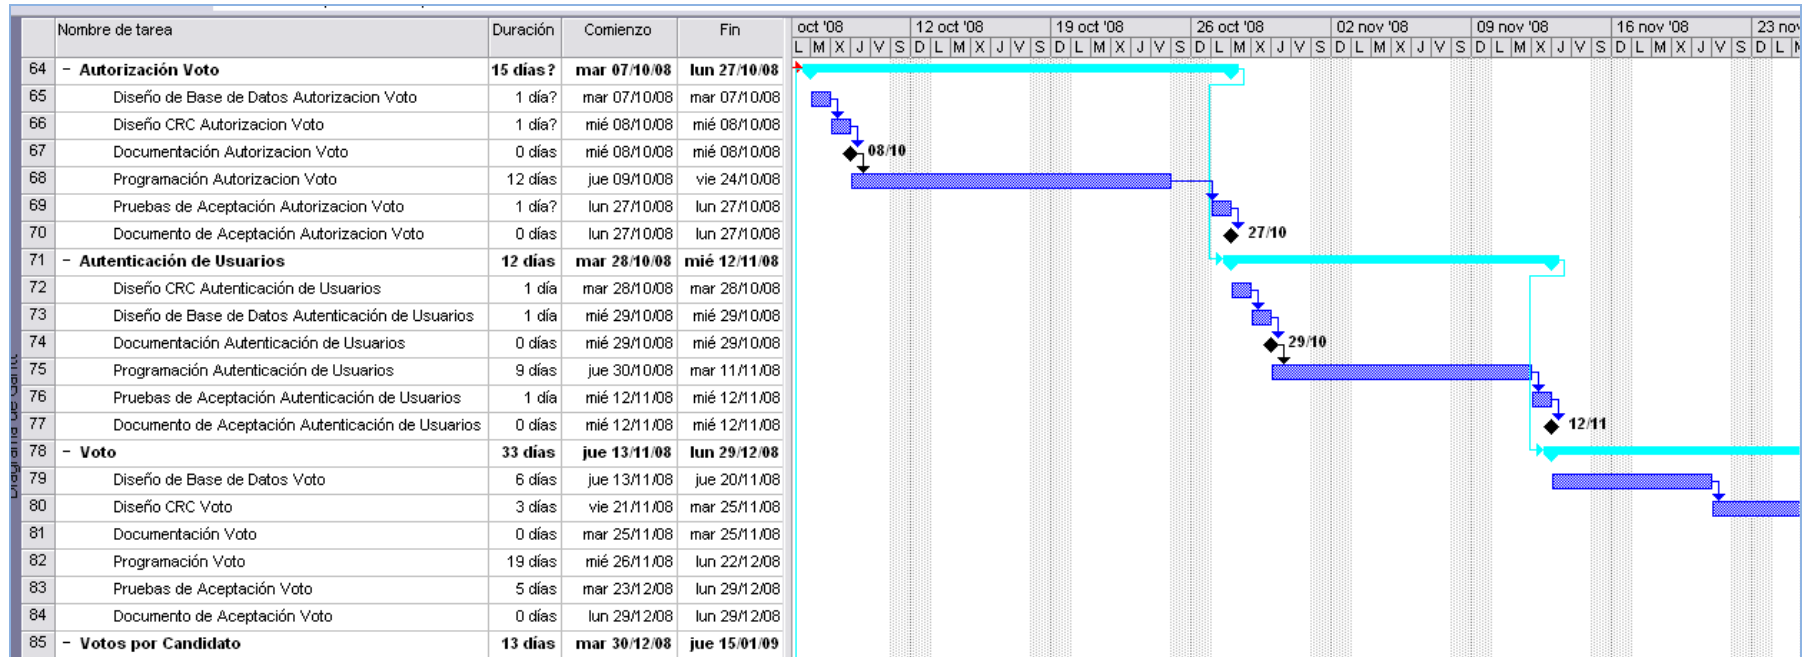 Nombre de tarea Duración Comienzo Fin oct '08 12 oct '08 19 oct '08 26 oct '08 02 nov '08 09 nov '08 16 nov '08 23 no
L M X J V S D L M X J V S D L M X J V S D L M X J V S D L M X J V S D L M X J V S D L M X J V S D L
64 − Autorización Voto 15 días? mar 07/10/08 lun 27/10/08
65 Diseño de Base de Datos Autorizacion Voto 1 día? mar 07/10/08 mar 07/10/08
66 Diseño CRC Autorizacion Voto 1 día? mié 08/10/08 mié 08/10/08
67 Documentación Autorizacion Voto 0 días mié 08/10/08 mié 08/10/08 08/10
68 Programación Autorizacion Voto 12 días jue 09/10/08 vie 24/10/08
69 Pruebas de Aceptación Autorizacion Voto 1 día? lun 27/10/08 lun 27/10/08
70 Documento de Aceptación Autorizacion Voto 0 días lun 27/10/08 lun 27/10/08 27/10
71 − Autenticación de Usuarios 12 días mar 28/10/08 mié 12/11/08
72 Diseño CRC Autenticación de Usuarios 1 día mar 28/10/08 mar 28/10/08
73 Diseño de Base de Datos Autenticación de Usuarios 1 día mié 29/10/08 mié 29/10/08
74 Documentación Autenticación de Usuarios 0 días mié 29/10/08 mié 29/10/08 29/10
75 Programación Autenticación de Usuarios 9 días jue 30/10/08 mar 11/11/08
76 Pruebas de Aceptación Autenticación de Usuarios 1 día mié 12/11/08 mié 12/11/08
77 Documento de Aceptación Autenticación de Usuarios 0 días mié 12/11/08 mié 12/11/08 12/11
78 − Voto 33 días jue 13/11/08 lun 29/12/08
79 Diseño de Base de Datos Voto 6 días jue 13/11/08 jue 20/11/08
80 Diseño CRC Voto 3 días vie 21/11/08 mar 25/11/08
81 Documentación Voto 0 días mar 25/11/08 mar 25/11/08
82 Programación Voto 19 días mié 26/11/08 lun 22/12/08
83 Pruebas de Aceptación Voto 5 días mar 23/12/08 lun 29/12/08
84 Documento de Aceptación Voto 0 días lun 29/12/08 lun 29/12/08
85 − Votos por Candidato 13 días mar 30/12/08 jue 15/01/09
Diagrama de Gantt